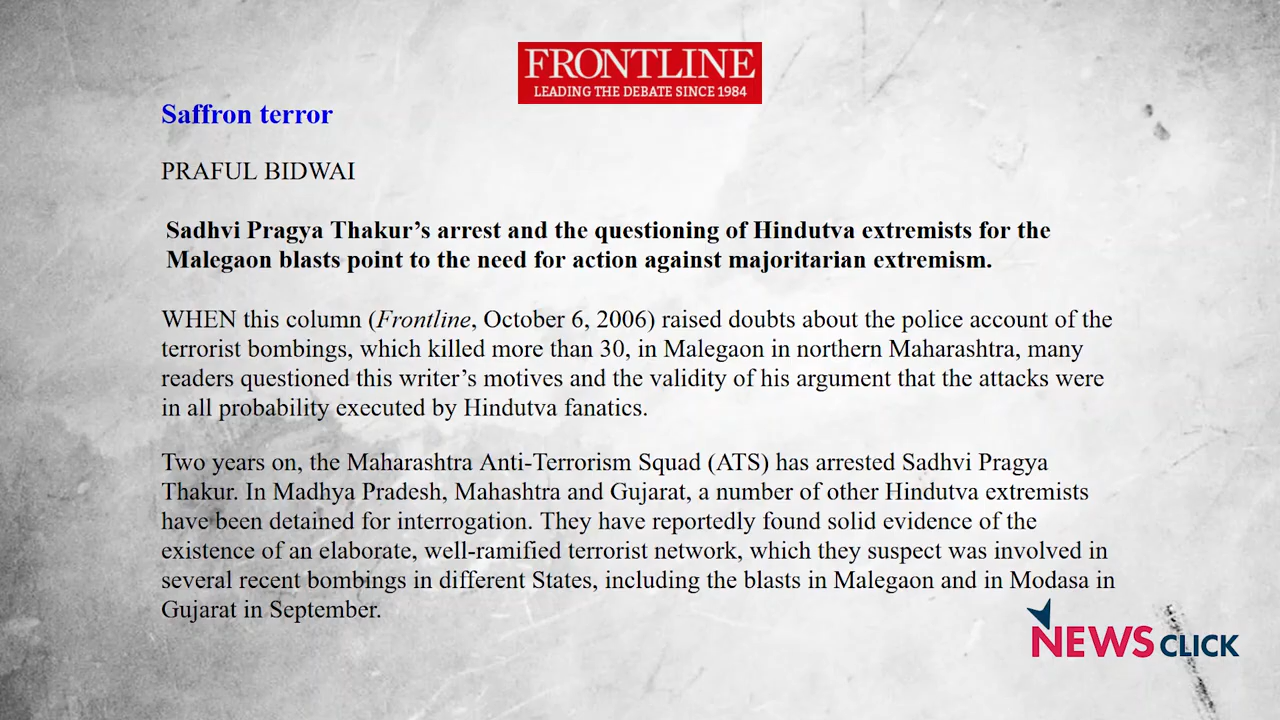 FRONTLINE
LEADING THE DEBATE SINCE 1984
Saffron terror
PRAFUL BIDWAI
Sadhvi Pragya Thakur's arrest and the questioning of Hindutva extremists for the
Malegaon blasts point to the need for action against majoritarian extremism.
WHEN this column (Frontline, October 6, 2006) raised doubts about the police account of the
terrorist bombings, which killed more than 30, in Malegaon in northern Maharashtra, many
readers questioned this writer's motives and the validity of his argument that the attacks were
in all probability executed by Hindutva fanatics.
Two years on, the Maharashtra Anti-Terrorism Squad (ATS) has arrested Sadhvi Pragya
Thakur. In Madhya Pradesh, Mahashtra and Gujarat, a number of other Hindutva extremists
have been detained for interrogation. They have reportedly found solid evidence of the
existence of an elaborate, well-ramified terrorist network, which they suspect was involved in
several recent bombings in different States, including the blasts in Malegaon and in Modasa in
Gujarat in September.
NEWSCLICK